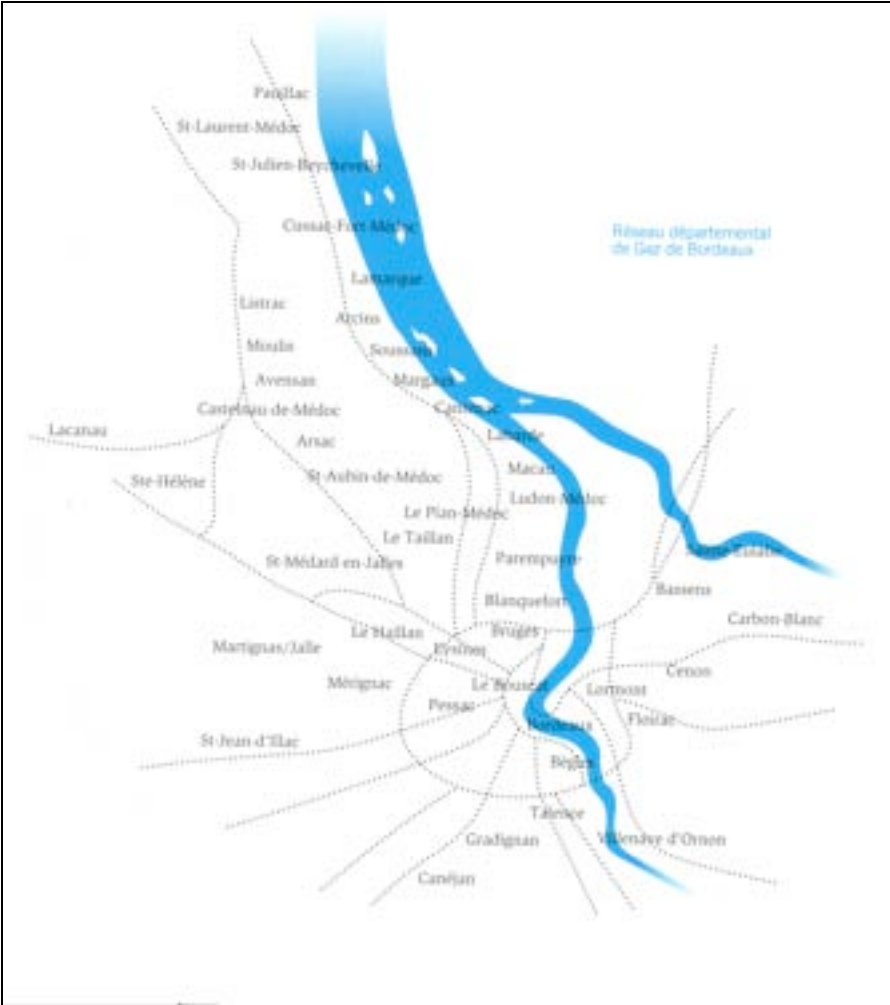 Pauillac
St-Laurent-Médoc
St-Julien-Beychevelle
Cussac-Fort-Médoc
Réseau départemental
de Gaz de Bordeaux
Lamarque
Listrac
Arcins
Moulis
Soussans
Avensan
Margaux
Castelnau de-Médoc
Cantenac
Lacanau
Arsac
Labarde
Macau
Ste-Hélène
St-Aubin-de-Médoc
Ludon-Médoc
Le Pian-Médoc
Le Taillan
Sainte-Eulalie
St-Médard-en-Jalles
Parempuyre
Bassens
Blanquefort
Carbon-Blanc
Le Haillan
Bruges
Martignas/Jalle
Eysines
Cenon
Mérignac
Le Bouscat
Lormont
Pessac
Floirac
Bordeaux
St-Jean-d'Illac
Bègles
Talence
Gradignan
Villenave d'Ornon
Canéjan